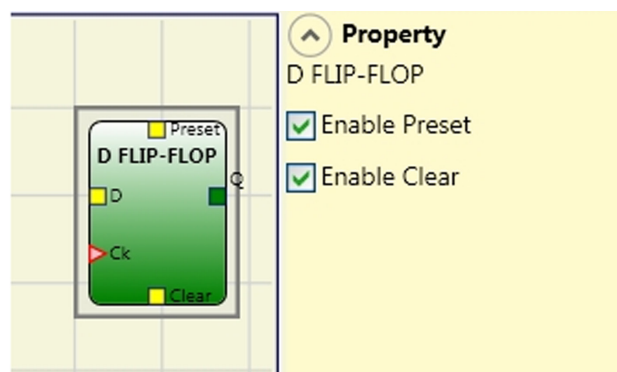 Property
D FLIP-FLOP
Enable Preset
Enable Clear
Preset
D FLIP-FLOP
Q
D
Ck
Clear